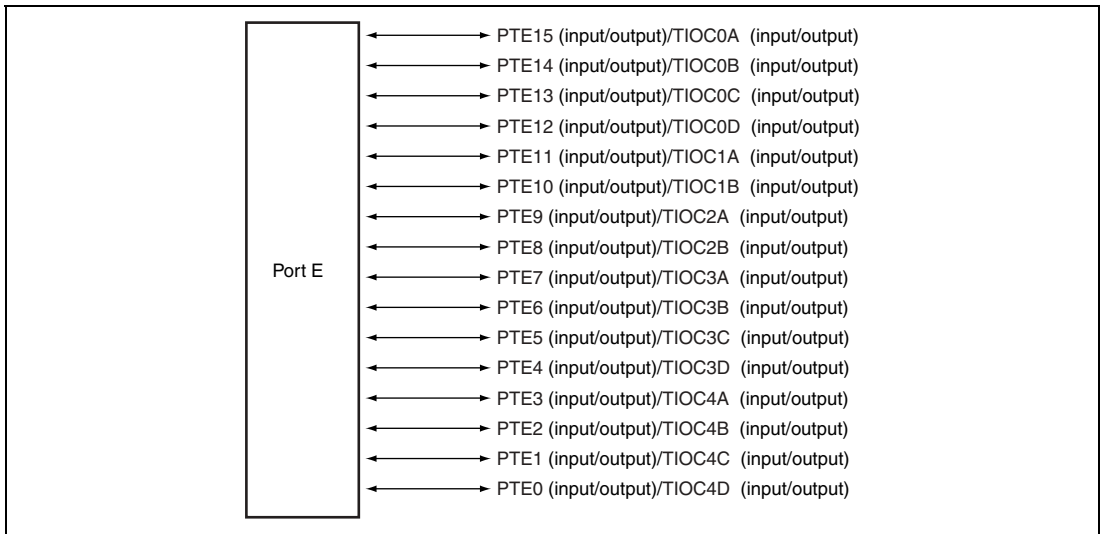 PTE15 (input/output)/TIOC0A (input/output)
PTE14 (input/output)/TIOC0B (input/output)
PTE13 (input/output)/TIOC0C (input/output)
PTE12 (input/output)/TIOC0D (input/output)
PTE11 (input/output)/TIOC1A (input/output)
PTE10 (input/output)/TIOC1B (input/output)
PTE9 (input/output)/TIOC2A (input/output)
PTE8 (input/output)/TIOC2B (input/output)
Port E
PTE7 (input/output)/TIOC3A (input/output)
PTE6 (input/output)/TIOC3B (input/output)
PTE5 (input/output)/TIOC3C (input/output)
PTE4 (input/output)/TIOC3D (input/output)
PTE3 (input/output)/TIOC4A (input/output)
PTE2 (input/output)/TIOC4B (input/output)
PTE1 (input/output)/TIOC4C (input/output)
PTE0 (input/output)/TIOC4D (input/output)